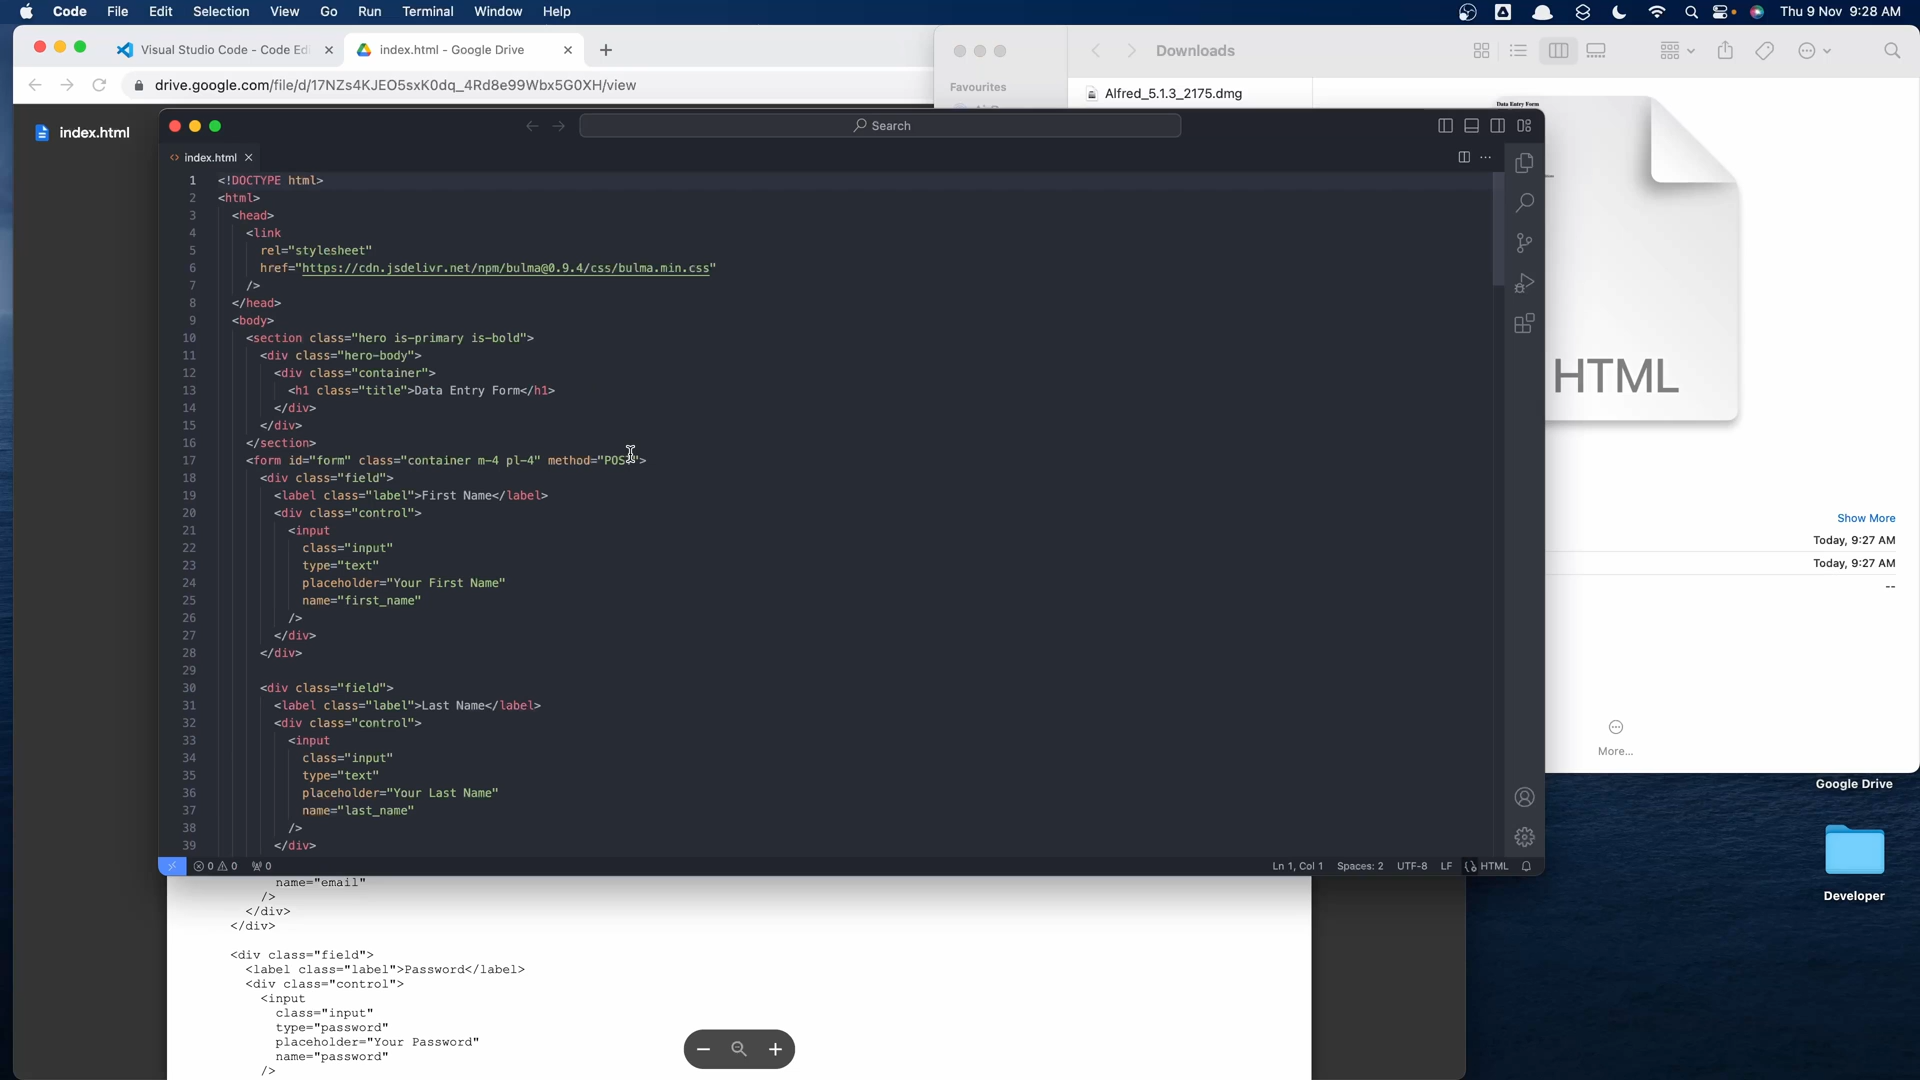 Code File Edit Selection View Go Run Terminal Window Help
Thu 9 Nov 9:28 AM
Visual Studio Code - Code Edi
index.html - Google Drive
drive.google.com/file/d/17NZs4KJEO5sxK0dq_4Rd8e99Wbx5G0XH/view
Downloads
Favourites
Alfred_5.1.3_2175.dmg
Data Entry Form
index.html
Search
index.html
1 <!DOCTYPE html>
2 <html>
3 <head>
4 <link
5 rel="stylesheet"
6 href="https://cdn.jsdelivr.net/npm/bulma@0.9.4/css/bulma.min.css"
7 />
8 </head>
9 <body>
10 <section class="hero is-primary is-bold">
11 <div class="hero-body">
12 <div class="container">
13 <h1 class="title">Data Entry Form</h1>
14 </div>
15 </div>
16 </section>
17 <form id="form" class="container m-4 pl-4" method="POST">
18 <div class="field">
19 <label class="label">First Name</label>
20 <div class="control">
21 <input
22 class="input"
23 type="text"
24 placeholder="Your First Name"
25 name="first_name"
26 />
27 </div>
28 </div>
29
30 <div class="field">
31 <label class="label">Last Name</label>
32 <div class="control">
33 <input
34 class="input"
35 type="text"
36 placeholder="Your Last Name"
37 name="last_name"
38 />
39 </div>
0 0 0
Ln 1, Col 1 Spaces: 2 UTF-8 LF HTML
HTML
Show More
Today, 9:27 AM
Today, 9:27 AM
--
More...
Google Drive
Developer
name="email"
/>
</div>
</div>
<div class="field">
<label class="label">Password</label>
<div class="control">
<input
class="input"
type="password"
placeholder="Your Password"
name="password"
/>